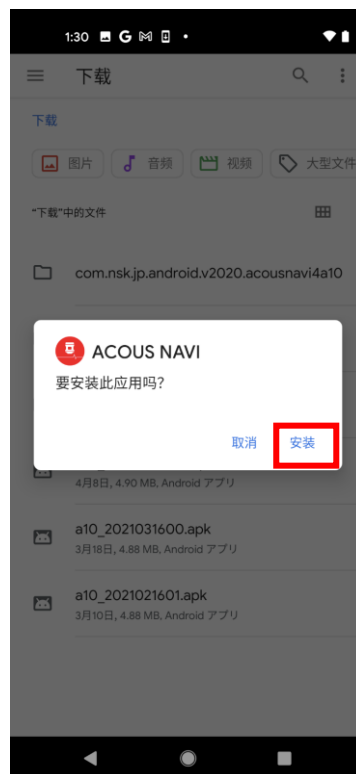 1:30
下载
下载
图片
音频
视频
大型文件
“下载”中的文件
com.nsk.jp.android.v2020.acousnavi4a10
ACOUS NAVI
要安装此应用吗？
取消
安装
4月8日, 4.90 MB, Android アプリ
a10_2021031600.apk
3月18日, 4.88 MB, Android アプリ
a10_2021021601.apk
3月10日, 4.88 MB, Android アプリ